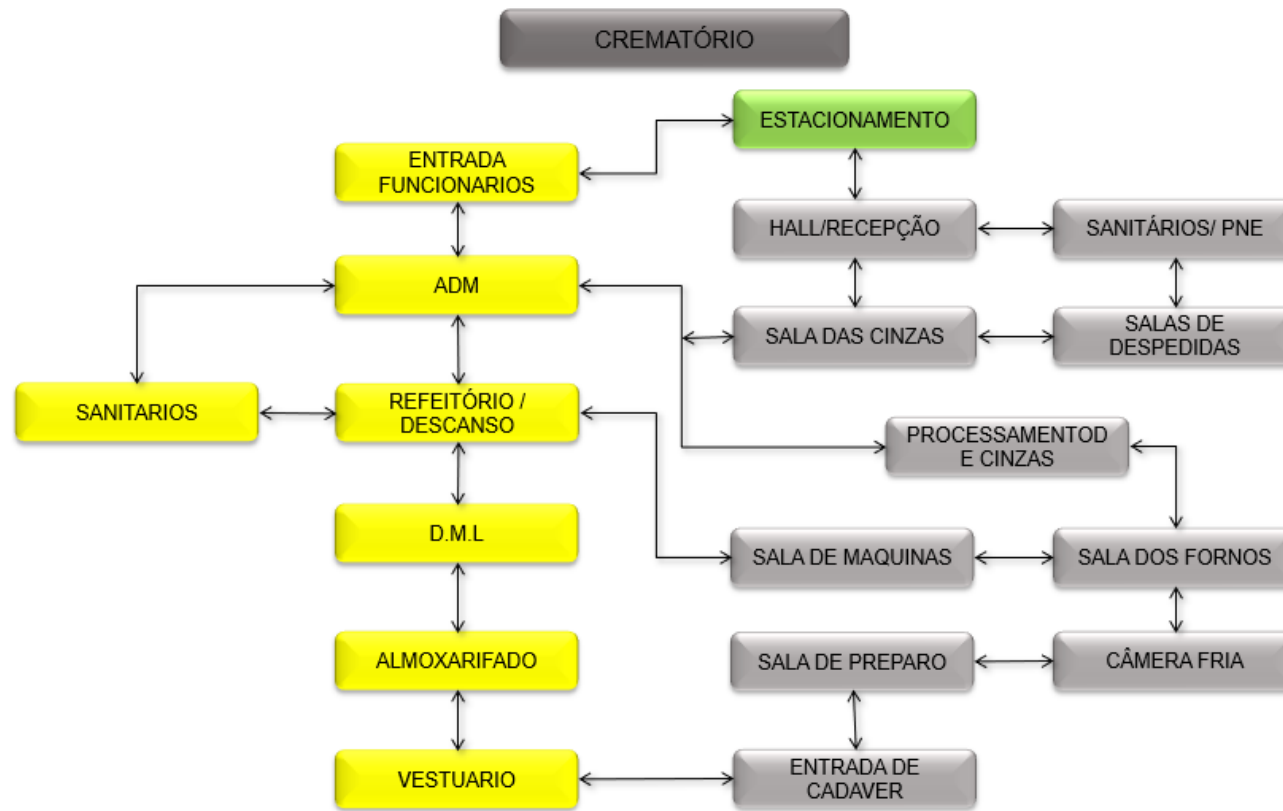 CREMATÓRIO
ESTACIONAMENTO
ENTRADA
FUNCIONARIOS
HALL/RECEPÇÃO
SANITÁRIOS/ PNE
ADM
SALA DAS CINZAS
SALAS DE
DESPEDIDAS
SANITARIOS
REFEITÓRIO /
DESCANSO
PROCESSAMENTOD
E CINZAS
D.M.L
SALA DE MAQUINAS
SALA DOS FORNOS
ALMOXARIFADO
SALA DE PREPARO
CÂMERA FRIA
VESTUARIO
ENTRADA DE
CADAVER